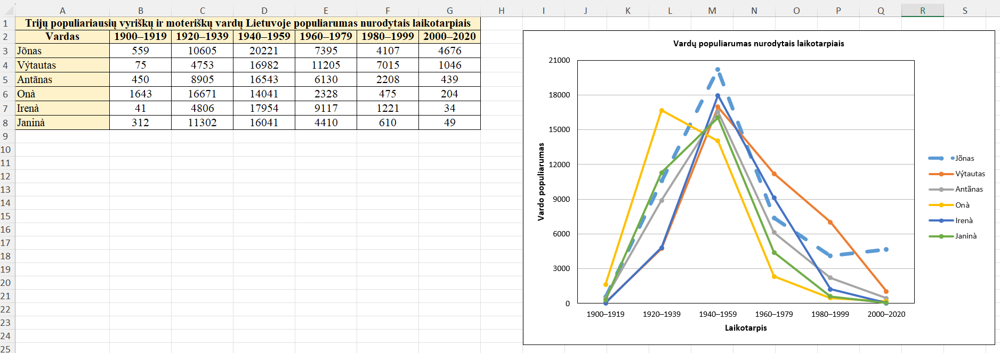 A B C D E F G H I J K L M N O P Q R S
1 Trijų populiariausių vyriškų ir moteriškų vardų Lietuvoje populiarumas nurodytais laikotarpiais
2 Vardas 1900–1919 1920–1939 1940–1959 1960–1979 1980–1999 2000–2020
3 Jõnas 559 10605 20221 7395 4107 4676
4 Výtautas 75 4753 16982 11205 7015 1046
5 Antãnas 450 8905 16543 6130 2208 439
6 Onà 1643 16671 14041 2328 475 204
7 Irenà 41 4806 17954 9117 1221 34
8 Janinà 312 11302 16041 4410 610 49
9
10
11
12
13
14
15
16
17
18
19
20
21
22
23
24
25
Vardų populiarumas nurodytais laikotarpiais
Vardo populiarumas
21000
18000
15000
12000
9000
6000
3000
0
1900–1919 1920–1939 1940–1959 1960–1979 1980–1999 2000–2020
Laikotarpis
Jõnas
Výtautas
Antãnas
Onà
Irenà
Janinà